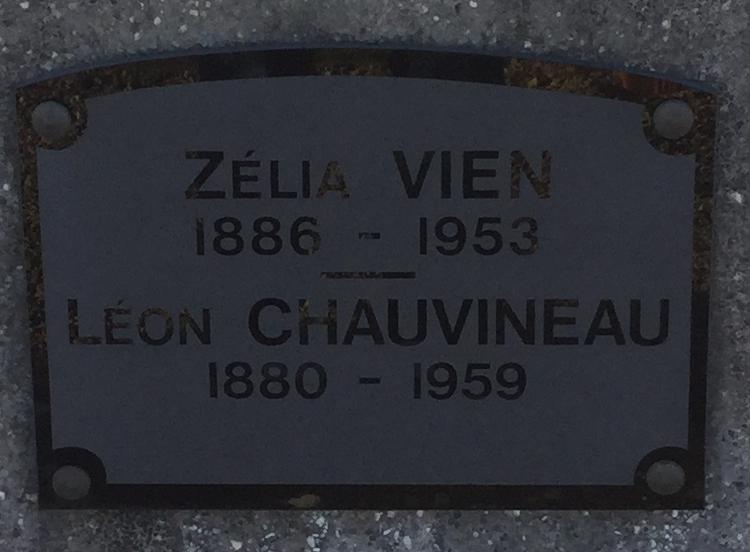 Zélia VIEN
1886 - 1953
Léon CHAUVINEAU
1880 - 1959